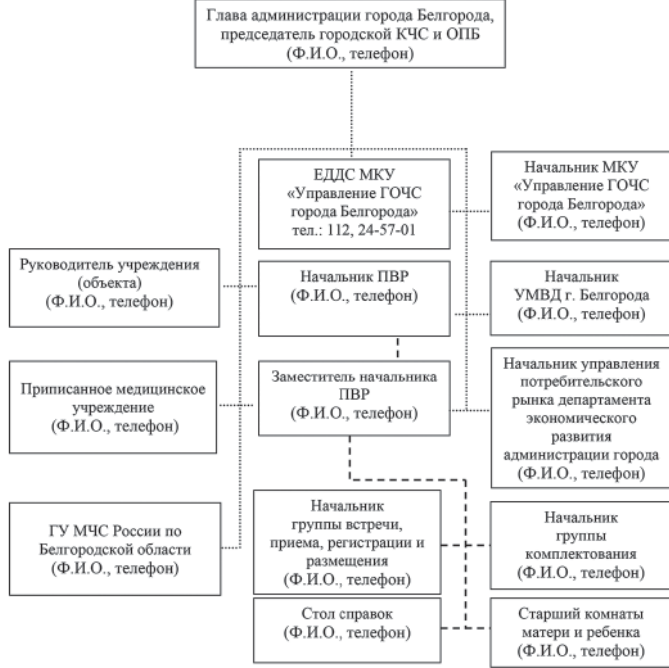 Глава администрации города Белгорода,
председатель городской КЧС и ОПБ
(Ф.И.О., телефон)
ЕДДС МКУ
«Управление ГОЧС
города Белгорода»
тел.: 112, 24-57-01
Начальник МКУ
«Управление ГОЧС
города Белгорода»
(Ф.И.О., телефон)
Руководитель учреждения
(объекта)
(Ф.И.О., телефон)
Начальник ПВР
(Ф.И.О., телефон)
Начальник
УМВД г. Белгорода
(Ф.И.О., телефон)
Приписанное медицинское
учреждение
(Ф.И.О., телефон)
Заместитель начальника
ПВР
(Ф.И.О., телефон)
Начальник управления
потребительского
рынка департамента
экономического
развития
администрации города
(Ф.И.О., телефон)
ГУ МЧС России по
Белгородской области
(Ф.И.О., телефон)
Начальник
группы встречи,
приема, регистрации и
размещения
(Ф.И.О., телефон)
Начальник
группы
комплектования
(Ф.И.О., телефон)
Стол справок
(Ф.И.О., телефон)
Старший комнаты
матери и ребенка
(Ф.И.О., телефон)